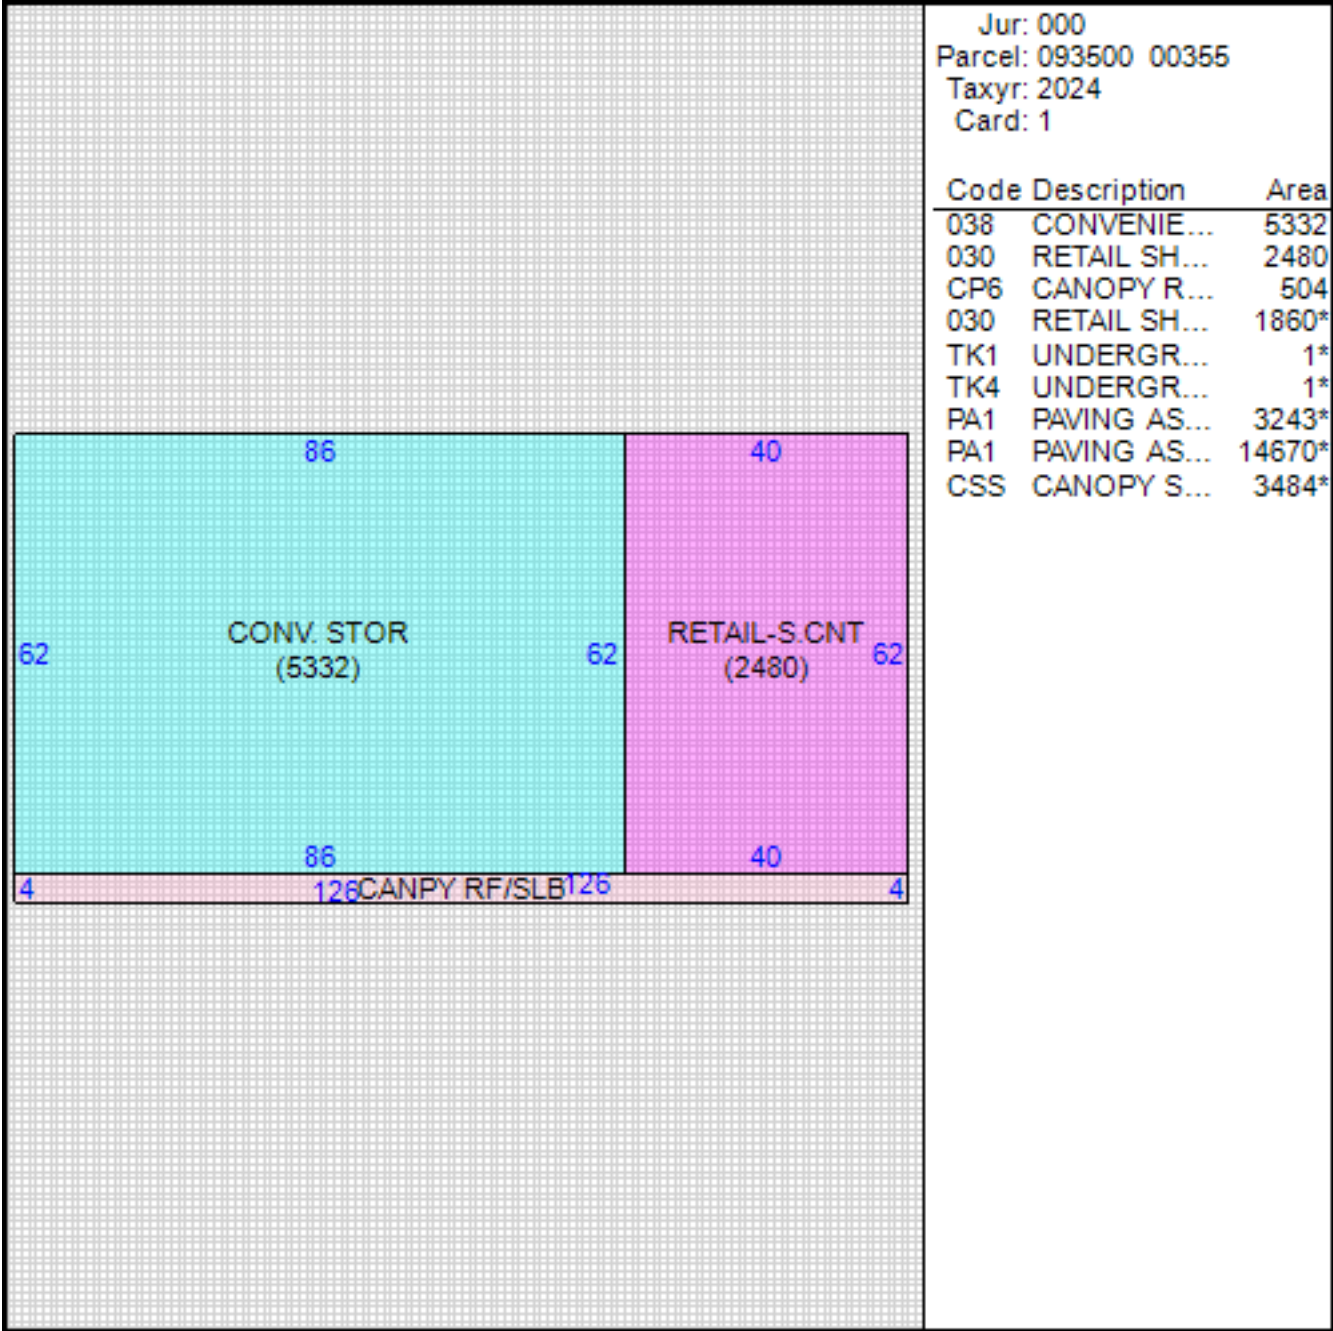 Jur: 000
Parcel: 093500 00355
Taxyr: 2024
Card: 1
Code Description Area
038 CONVENIE... 5332
030 RETAIL SH... 2480
CP6 CANOPY R... 504
030 RETAIL SH... 1860*
TK1 UNDERGR... 1*
TK4 UNDERGR... 1*
PA1 PAVING AS... 3243*
PA1 PAVING AS... 14670*
CSS CANOPY S... 3484*
86 40
CONV. STOR RETAIL-S.CNT
62 62 62
(5332) (2480)
86 40
4 126 CANPY RF/SLB 126 4